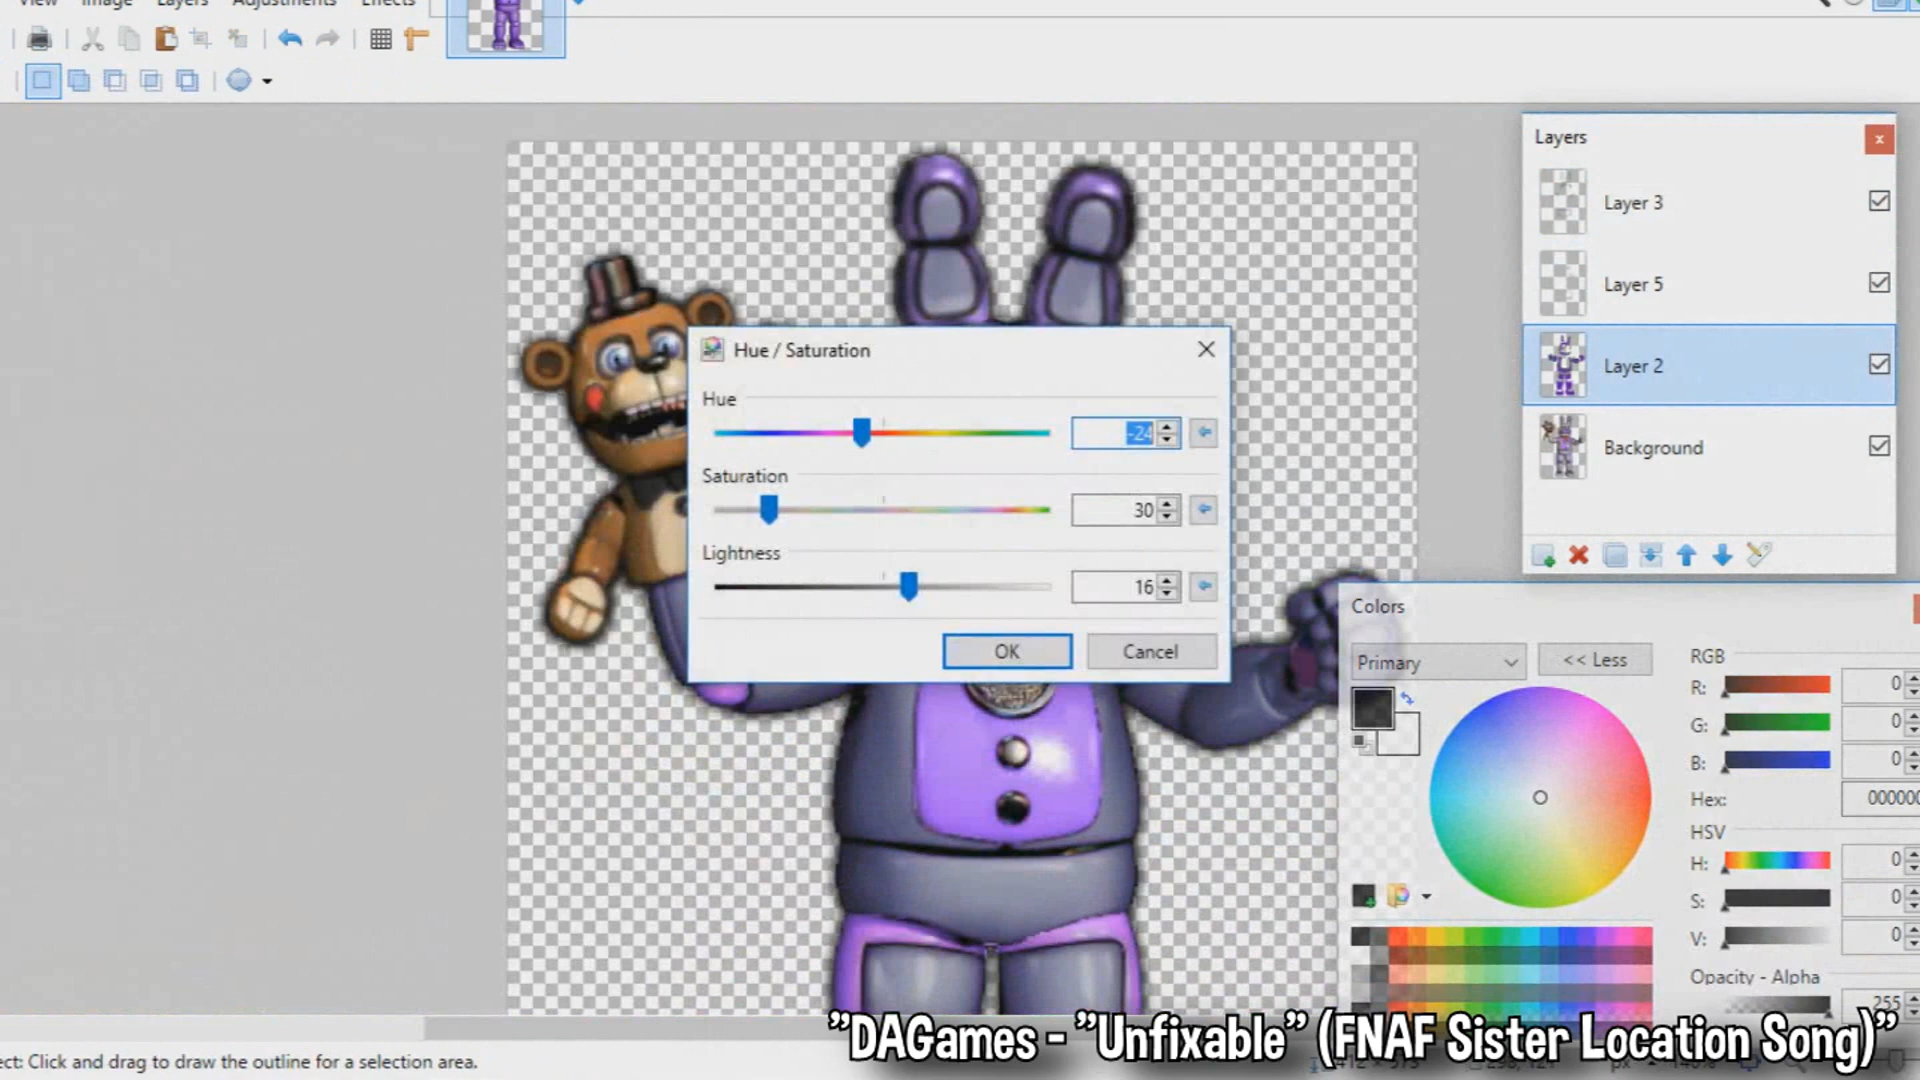 View Image Layers Adjustments Effects
Layers
Layer 3
Layer 5
Layer 2
Background
Hue / Saturation
Hue
-24
Saturation
30
Lightness
16
OK Cancel
Colors
Primary
<< Less
RGB
R: 0
G: 0
B: 0
Hex: 000000
HSV
H: 0
S: 0
V: 0
Opacity - Alpha
255
"DAGames - "Unfixable" (FNAF Sister Location Song)"
ect: Click and drag to draw the outline for a selection area.